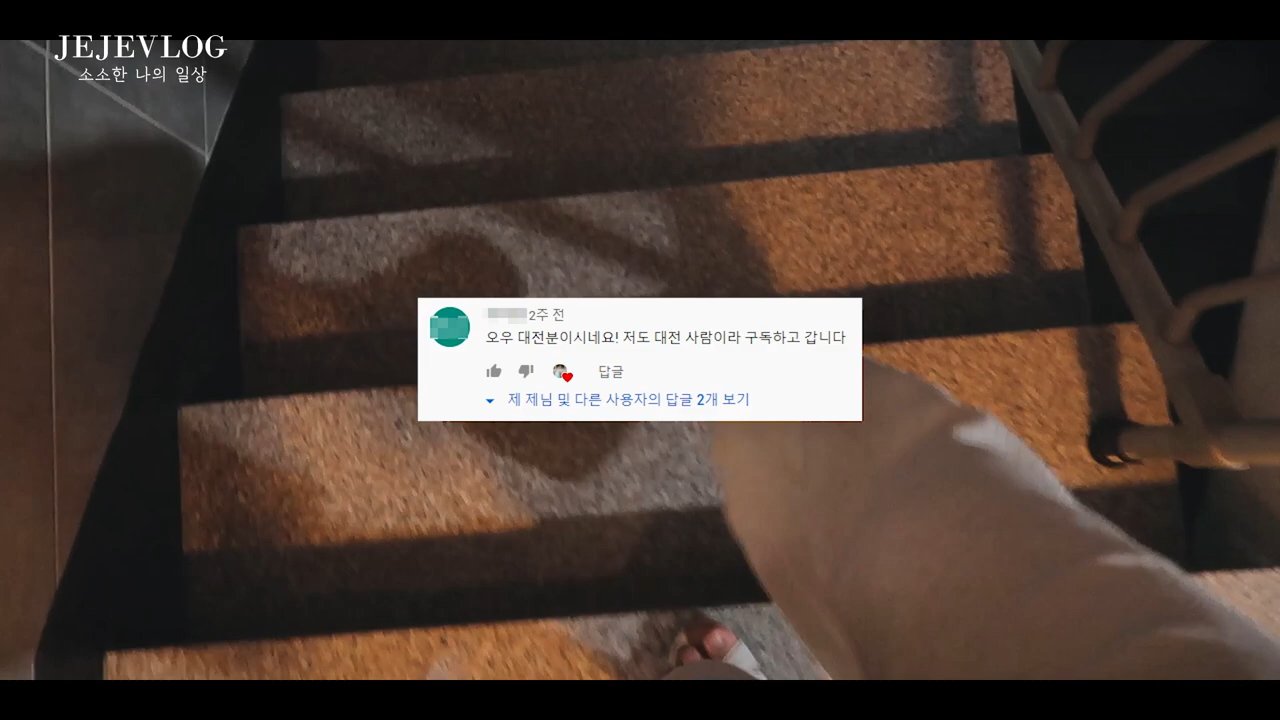 JEJEVLOG
소소한 나의 일상
2주 전
오우 대전분이시네요! 저도 대전 사람이라 구독하고 갑니다
답글
제 제님 및 다른 사용자의 답글 2개 보기